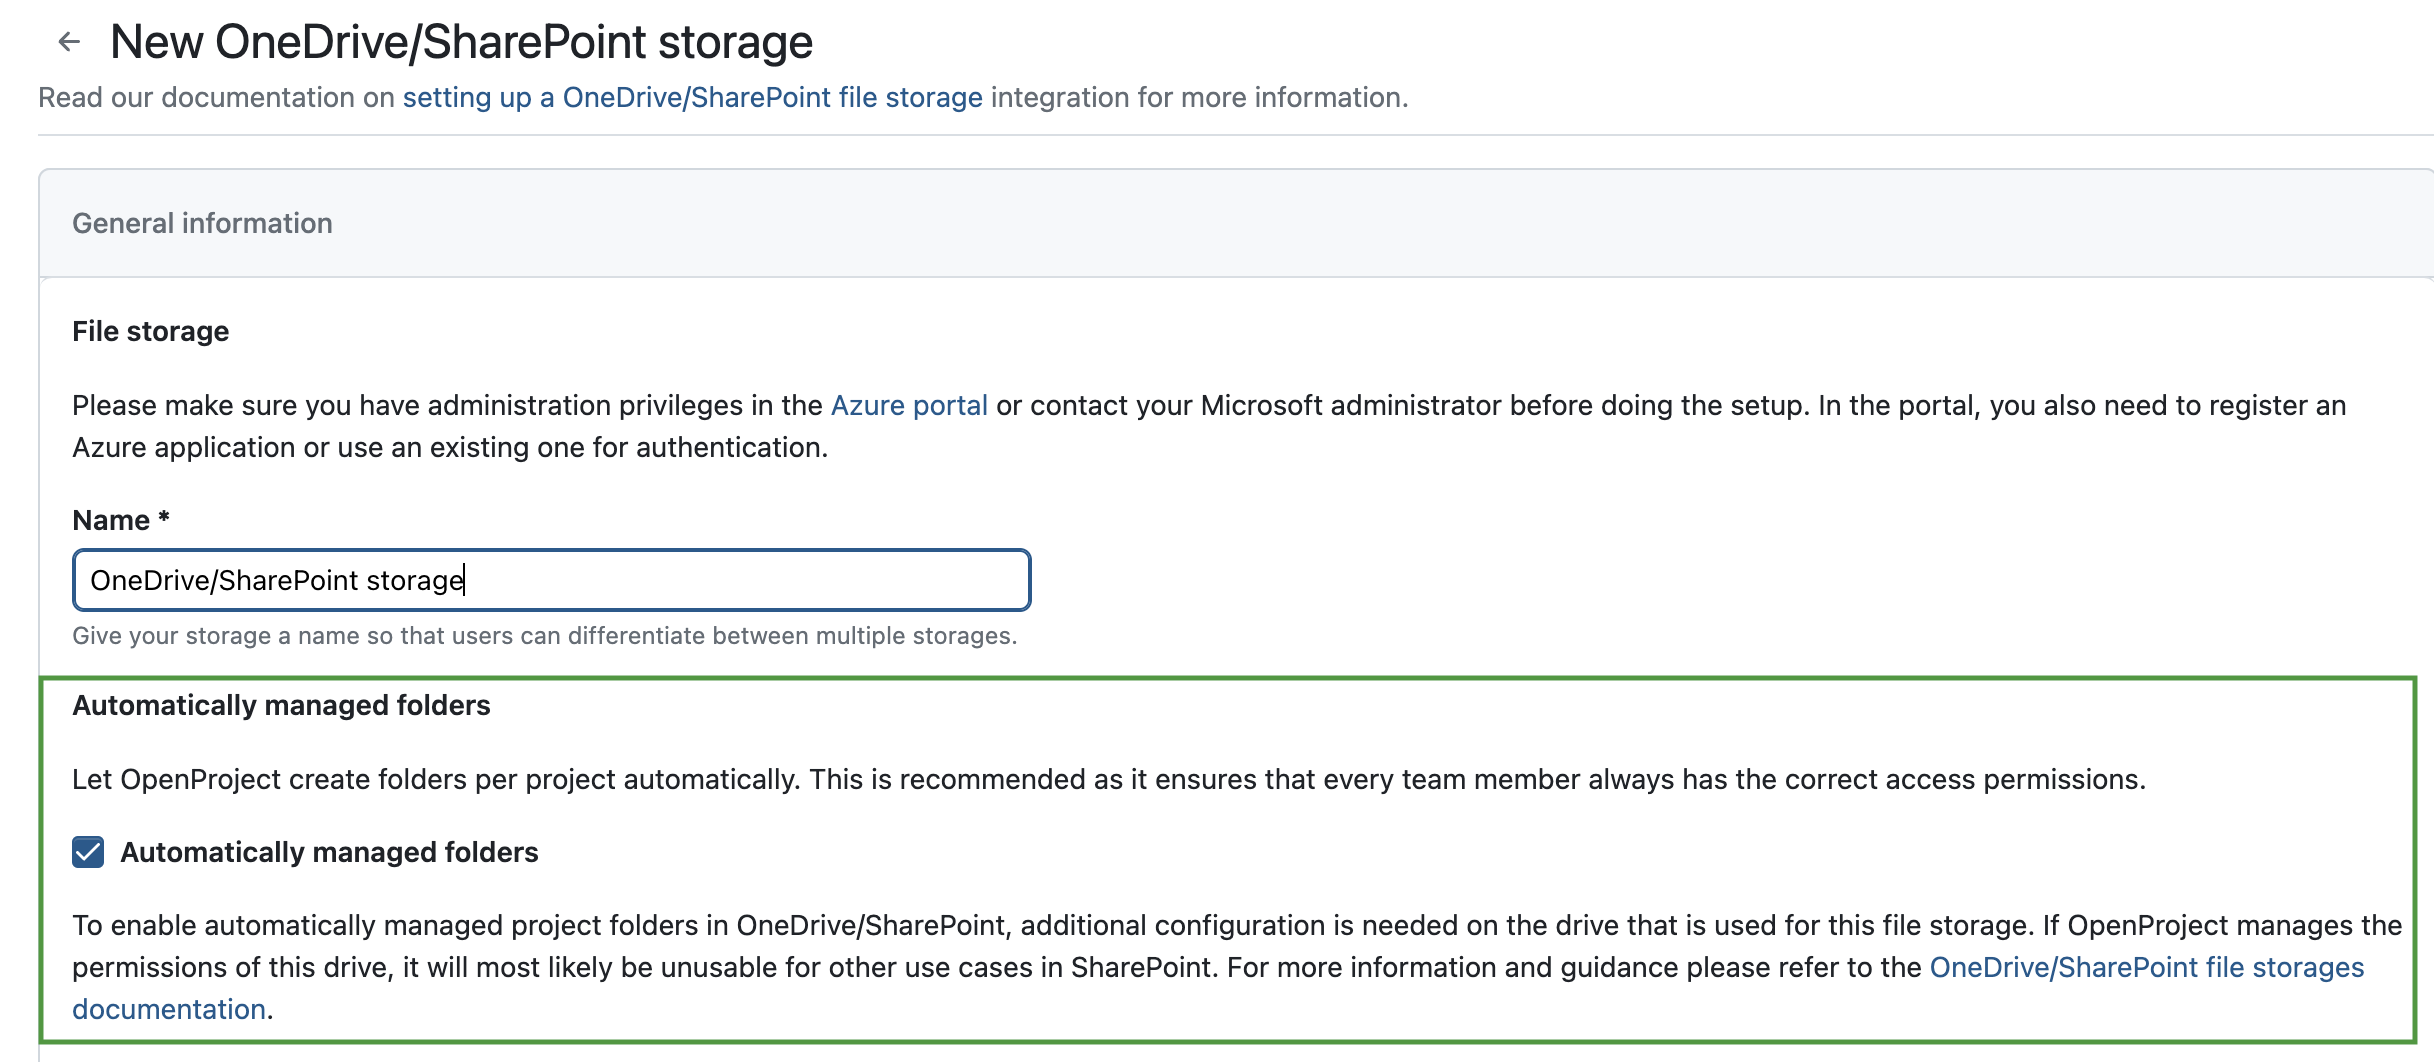 New OneDrive/SharePoint storage
Read our documentation on setting up a OneDrive/SharePoint file storage integration for more information.
General information
File storage
Please make sure you have administration privileges in the Azure portal or contact your Microsoft administrator before doing the setup. In the portal, you also need to register an
Azure application or use an existing one for authentication.
Name *
OneDrive/SharePoint storage
Give your storage a name so that users can differentiate between multiple storages.
Automatically managed folders
Let OpenProject create folders per project automatically. This is recommended as it ensures that every team member always has the correct access permissions.
Automatically managed folders
To enable automatically managed project folders in OneDrive/SharePoint, additional configuration is needed on the drive that is used for this file storage. If OpenProject manages the
permissions of this drive, it will most likely be unusable for other use cases in SharePoint. For more information and guidance please refer to the OneDrive/SharePoint file storages
documentation.